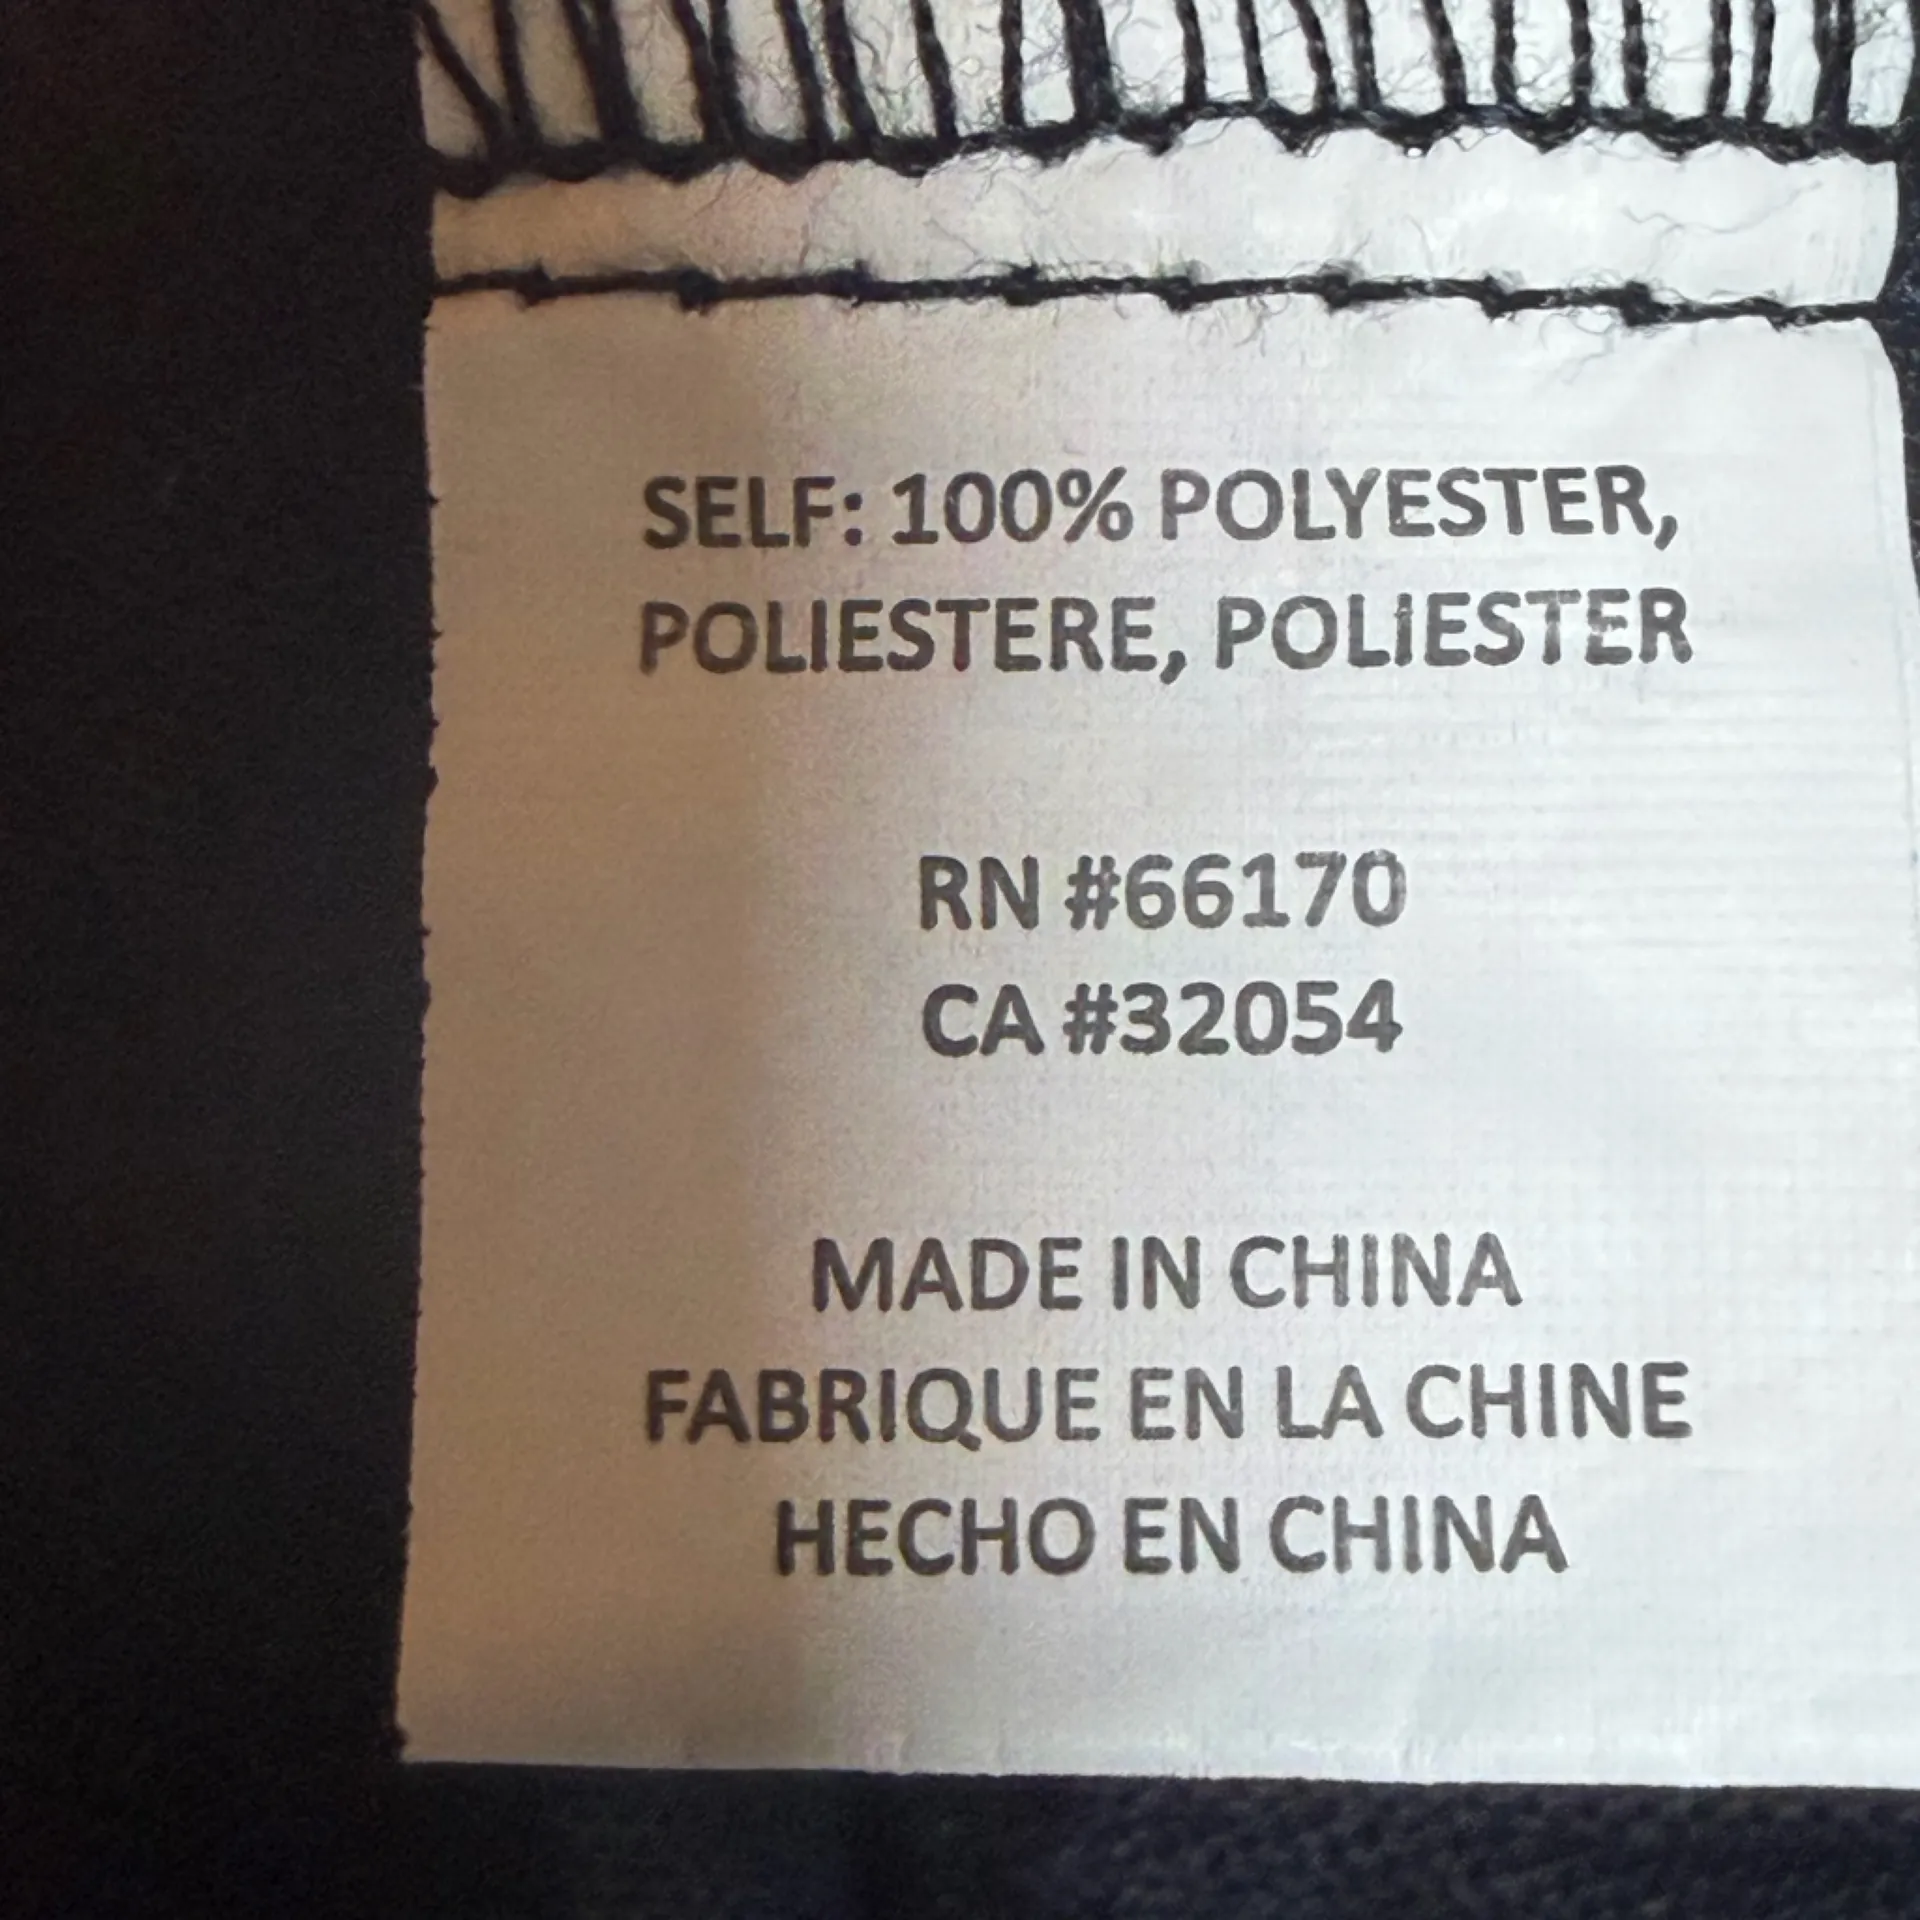 SELF: 100% POLYESTER,
POLIESTERE, POLIESTER
RN #66170
CA #32054
MADE IN CHINA
FABRIQUE EN LA CHINE
HECHO EN CHINA